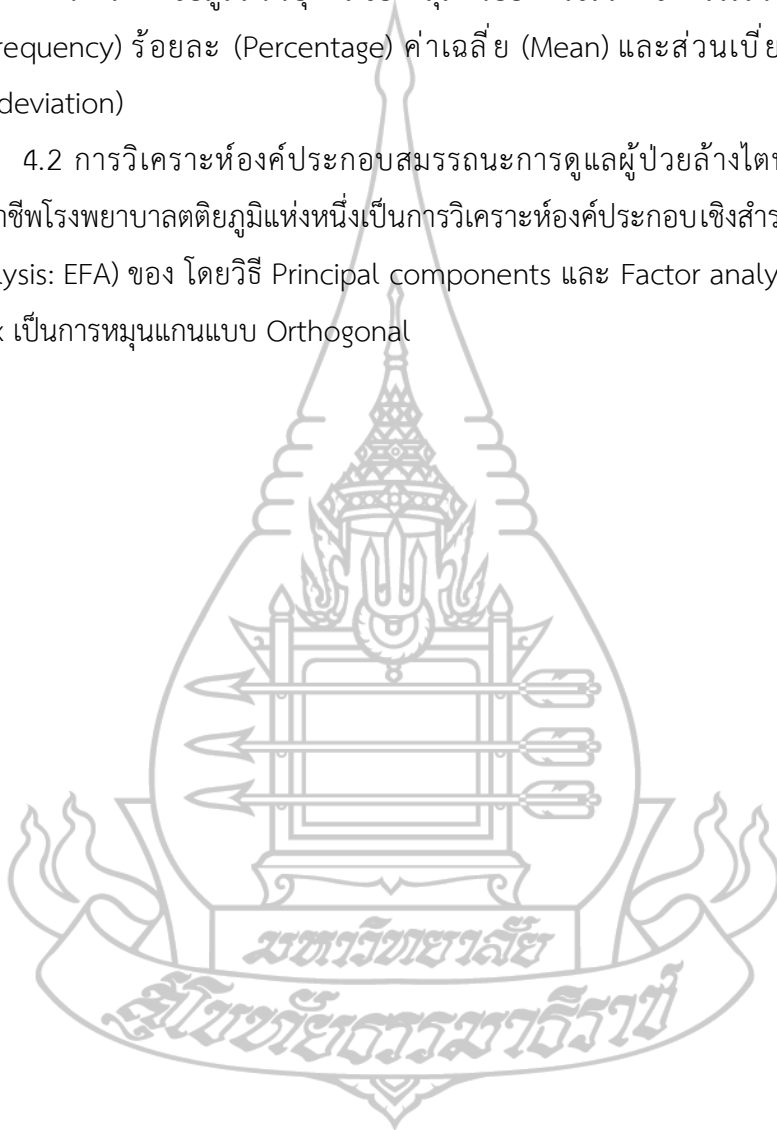 requency) ร้อยละ (Percentage) ค่าเฉลี่ย (Mean) และส่วนเบี่ย
deviation)
4.2 การวิเคราะห์องค์ประกอบสมรรถนะการดูแลผู้ป่วยล้างไต
าชีพโรงพยาบาลตติยภูมิแห่งหนึ่งเป็นการวิเคราะห์องค์ประกอบเชิงสำร
lysis: EFA) ของ โดยวิธี Principal components และ Factor analy
x เป็นการหมุนแกนแบบ Orthogonal
มหาวิทยาลัย
สุโขทัยธรรมาธิราช